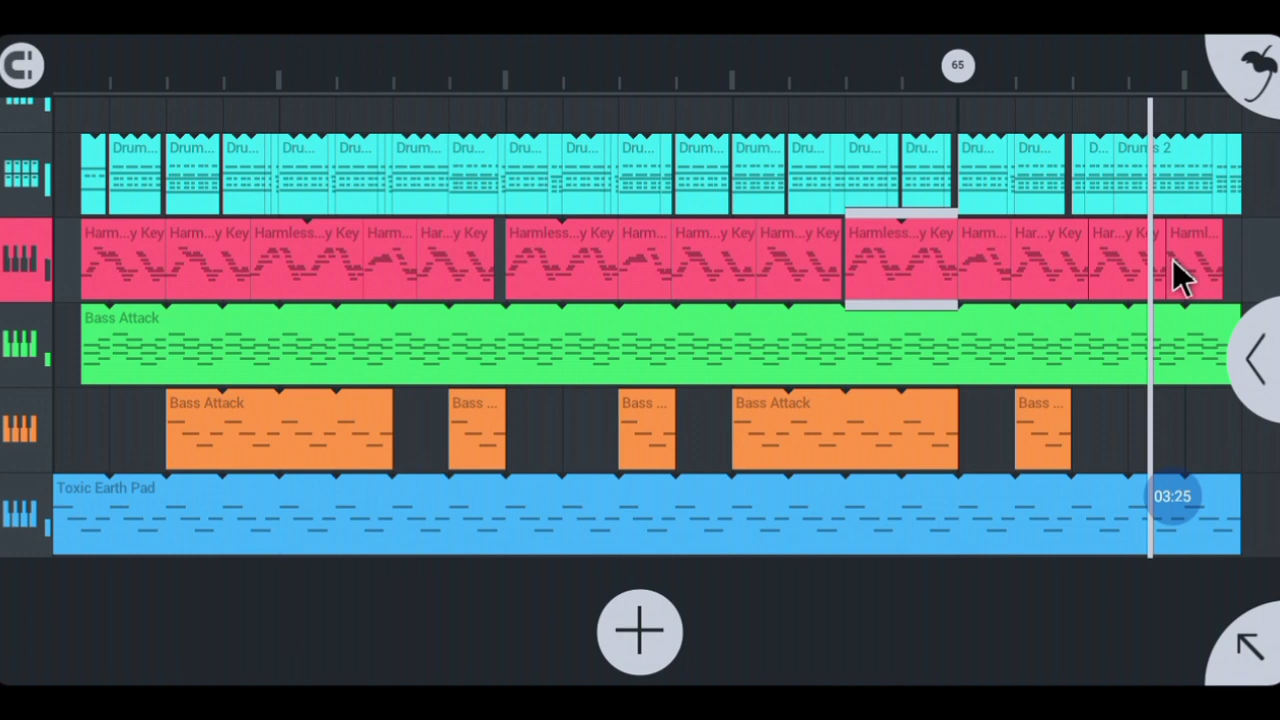 65
Drum... Drum... Dru... Dru... Dru... Drum... Dru... Dru... Dru... Dru... Drum... Drum... Dru... Dru... Dru... Dru... Dru... D... Drums 2
Harm...y Key Harm...y Key Harmless...y Key Harm... Har...y Key Harmless...y Key Harm... Harm...y Key Harm...y Key Harmless...y Key Harm... Har...y Key Har...y Key Harml...
Bass Attack
Bass Attack Bass ... Bass ... Bass Attack Bass ...
Toxic Earth Pad
03:25